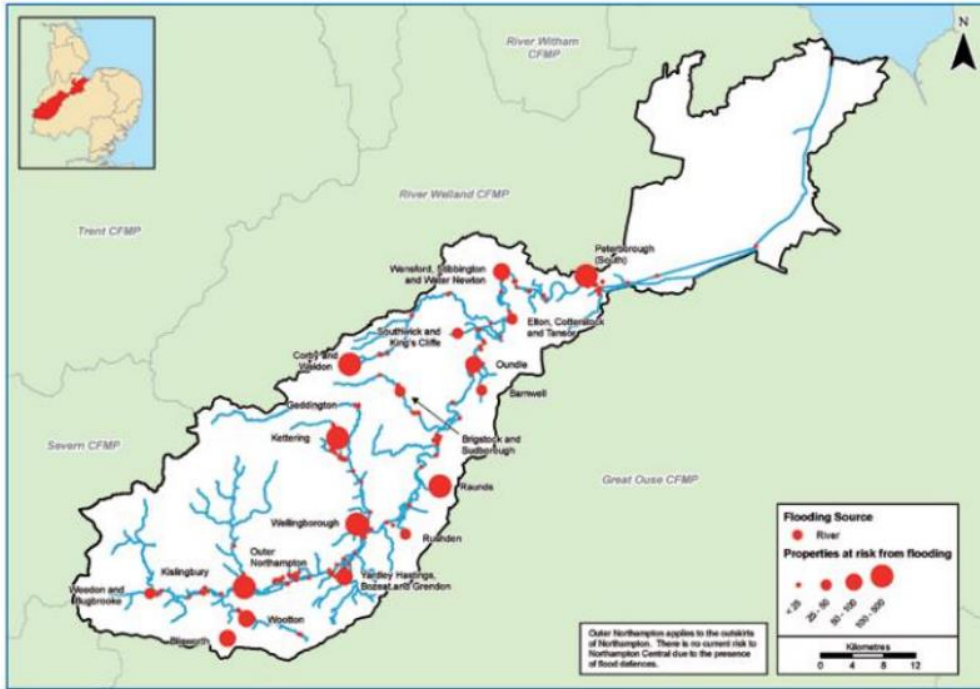 N
River Witham
CFMP
River Welland CFMP
Trent CFMP
Peterborough
(South)
Wansford, Stibbington
and Water Newton
Elton, Cotterstock
and Tansor
Southwick and
King's Cliffe
Corby and
Weldon
Oundle
Barnwell
Geddington
Brigstock and
Sudborough
Severn CFMP
Kettering
Great Ouse CFMP
Raunds
Wellingborough
Rushden
Outer
Northampton
Kislingbury
Yardley Hastings,
Bozeat and Grendon
Weedon and
Bugbrooke
Wootton
Blisworth
Flooding Source
River
Properties at risk from flooding
< 25
25 - 50
50 - 100
100 - 500
Outer Northampton applies to the outskirts
of Northampton. There is no current risk to
Northampton Central due to the presence
of flood defences.
Kilometres
0 4 8 12